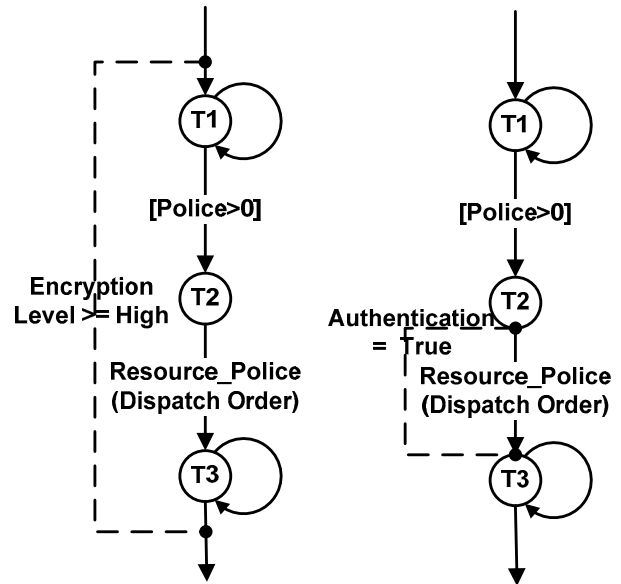 T1
[Police>0]
Encryption
Level >= High
T2
Resource_Police
(Dispatch Order)
T3
T1
[Police>0]
T2
Authentication
= True
Resource_Police
(Dispatch Order)
T3